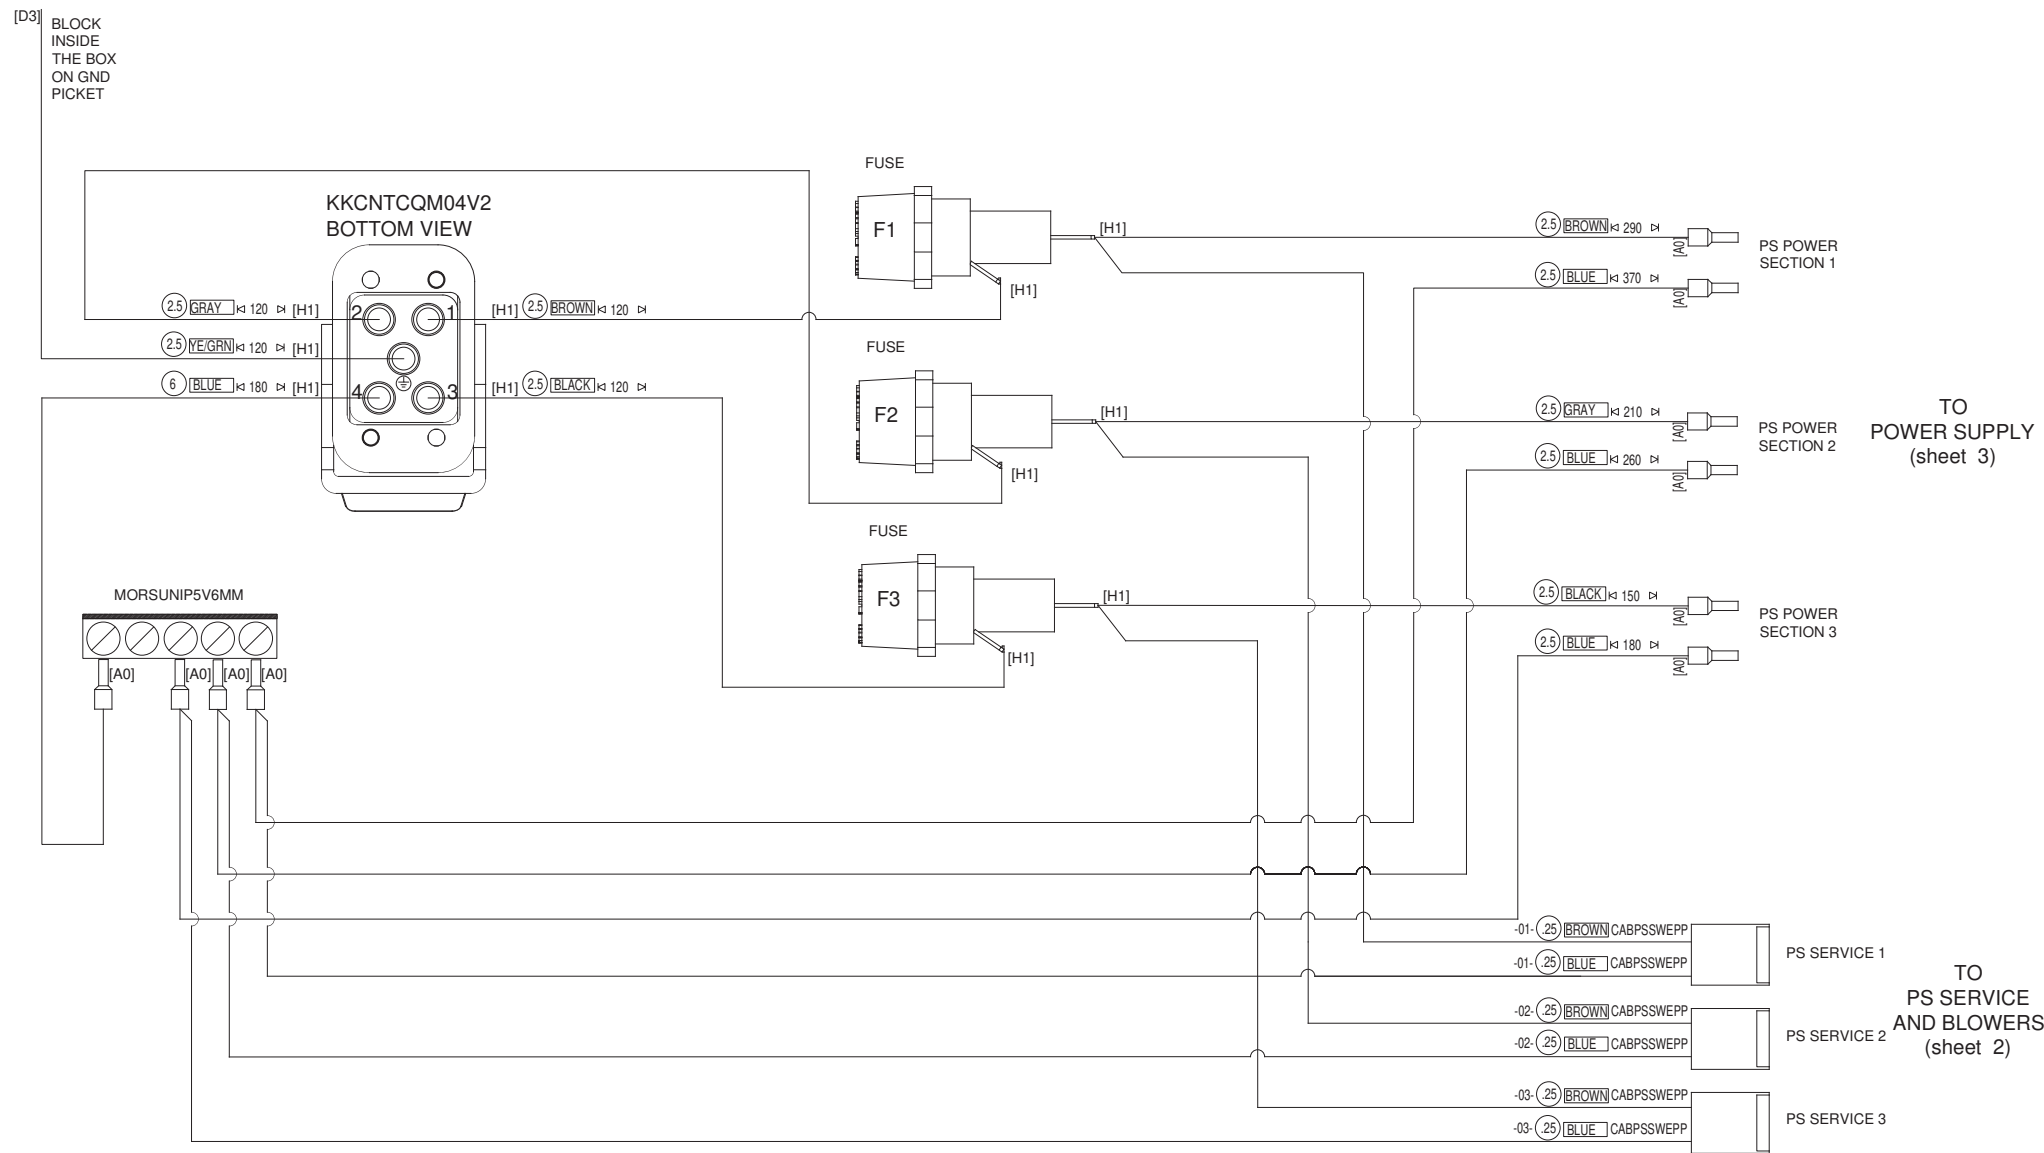 [D3]
BLOCK
INSIDE
THE BOX
ON GND
PICKET
KKCNTCQM04V2
BOTTOM VIEW
2.5 GRAY 120 [H1]
2.5 YE/GRN 120 [H1]
6 BLUE 180 [H1]
2 1
4 3
[H1] 2.5 BROWN 120
[H1] 2.5 BLACK 120
FUSE
F1
[H1]
[H1]
FUSE
F2
[H1]
[H1]
FUSE
F3
[H1]
[H1]
2.5 BROWN 290 [A0]
2.5 BLUE 370 [A0]
PS POWER
SECTION 1
2.5 GRAY 210 [A0]
2.5 BLUE 260 [A0]
PS POWER
SECTION 2
TO
POWER SUPPLY
(sheet 3)
2.5 BLACK 150 [A0]
2.5 BLUE 180 [A0]
PS POWER
SECTION 3
MORSUNIP5V6MM
[A0] [A0] [A0] [A0]
-01- .25 BROWN CABPSSWEPP
-01- .25 BLUE CABPSSWEPP
PS SERVICE 1
-02- .25 BROWN CABPSSWEPP
-02- .25 BLUE CABPSSWEPP
PS SERVICE 2
TO
PS SERVICE
AND BLOWERS
(sheet 2)
-03- .25 BROWN CABPSSWEPP
-03- .25 BLUE CABPSSWEPP
PS SERVICE 3